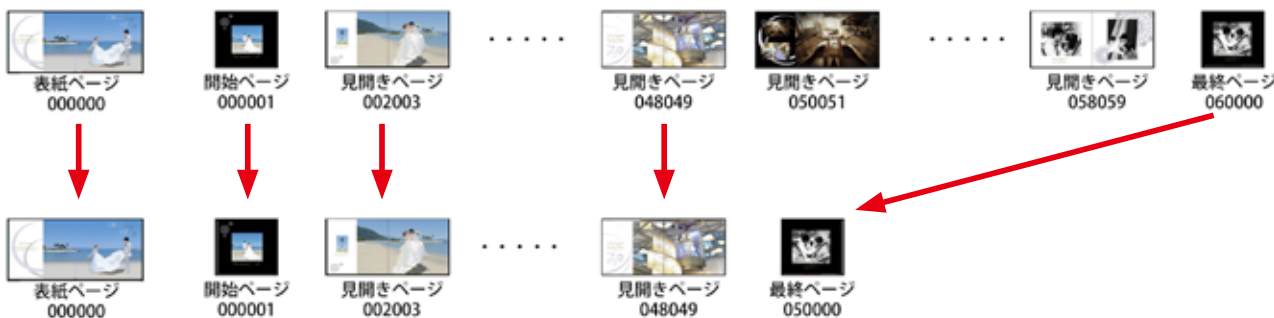 表紙ページ
000000
開始ページ
000001
見開きページ
002003
・・・・・
見開きページ
048049
見開きページ
050051
・・・・・
見開きページ
058059
最終ページ
060000
表紙ページ
000000
開始ページ
000001
見開きページ
002003
・・・・・
見開きページ
048049
最終ページ
050000